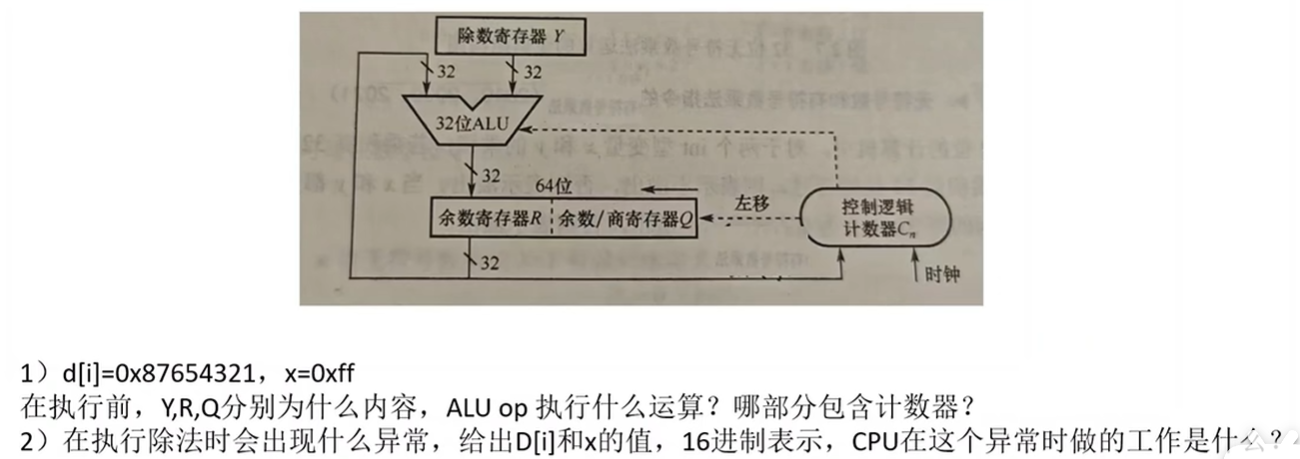 除数寄存器 Y
32
32
32位ALU
32
64位
左移
余数寄存器R
余数/商寄存器Q
控制逻辑
计数器Cₙ
32
时钟
1）d[i]=0x87654321，x=0xff
在执行前，Y,R,Q分别为什么内容，ALU op 执行什么运算？哪部分包含计数器？
2）在执行除法时会出现什么异常，给出D[i]和x的值，16进制表示，CPU在这个异常时做的工作是什么？